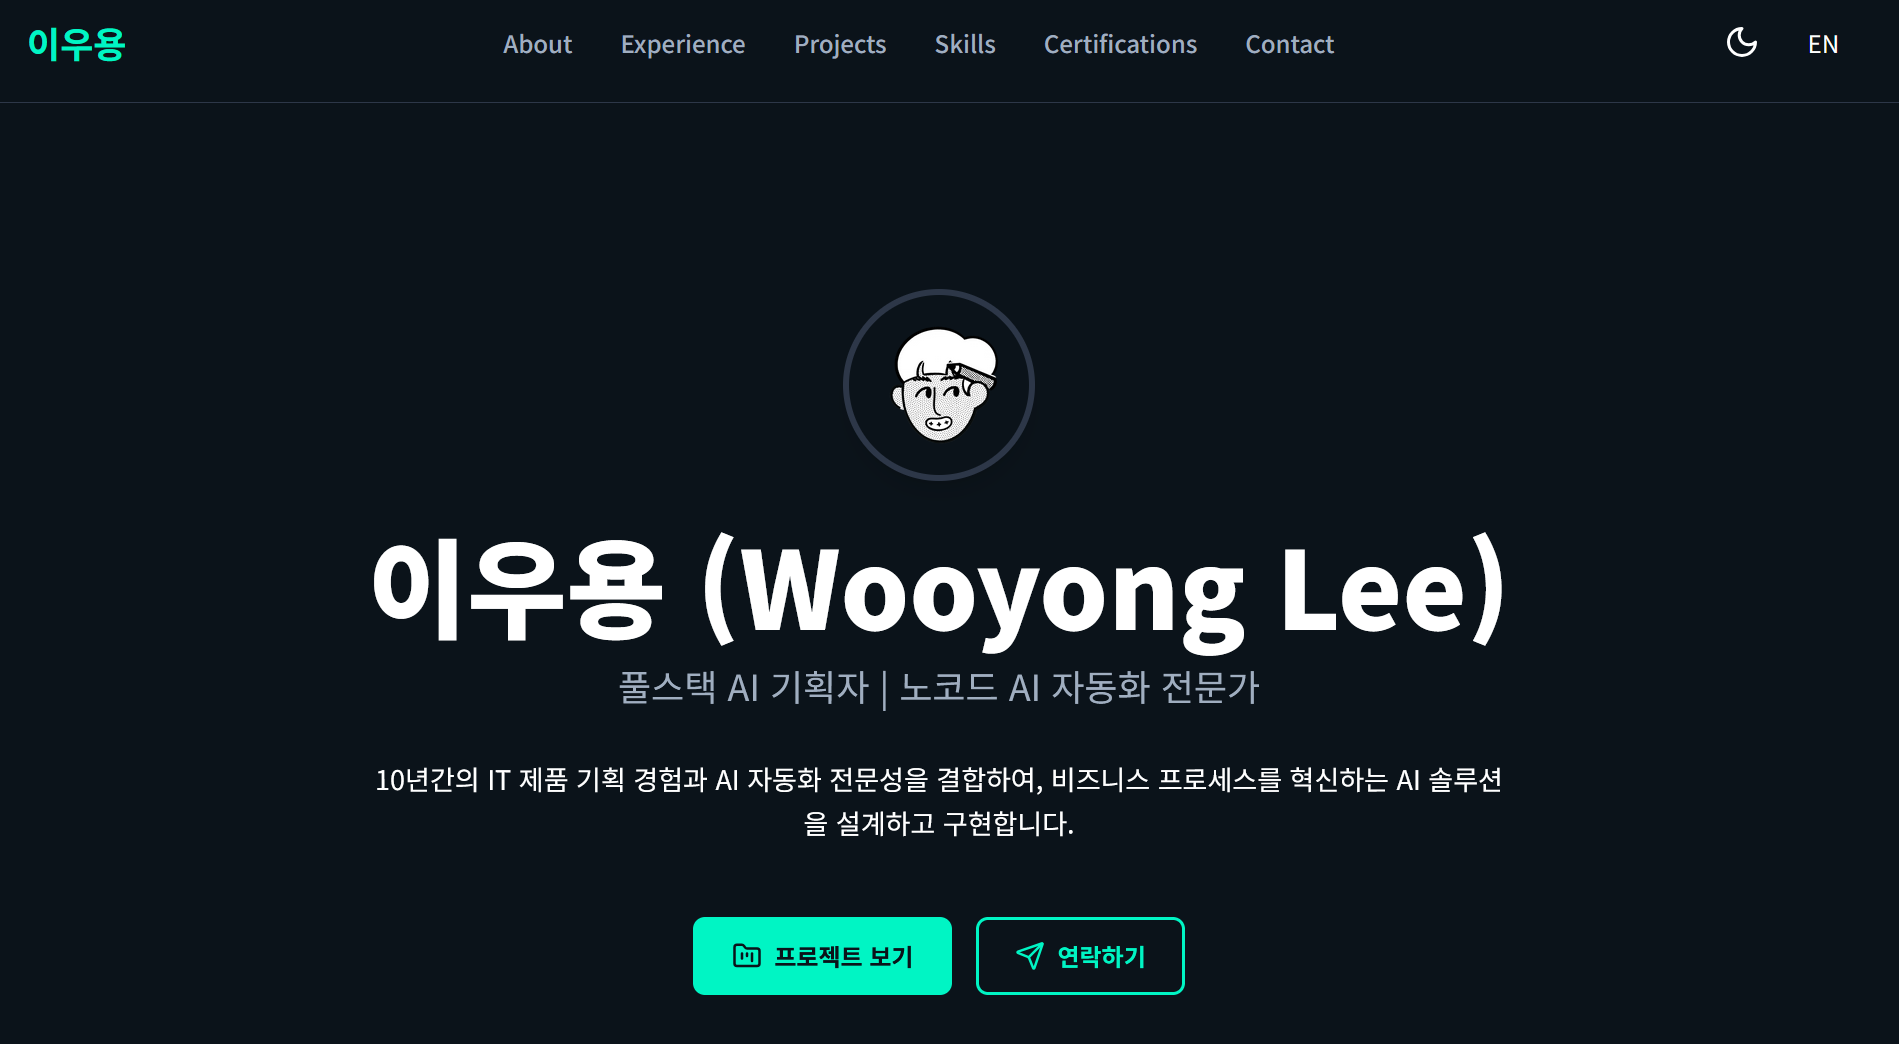 이우용
About Experience Projects Skills Certifications Contact
EN
이우용 (Wooyong Lee)
풀스택 AI 기획자 | 노코드 AI 자동화 전문가
10년간의 IT 제품 기획 경험과 AI 자동화 전문성을 결합하여, 비즈니스 프로세스를 혁신하는 AI 솔루션
을 설계하고 구현합니다.
프로젝트 보기
연락하기